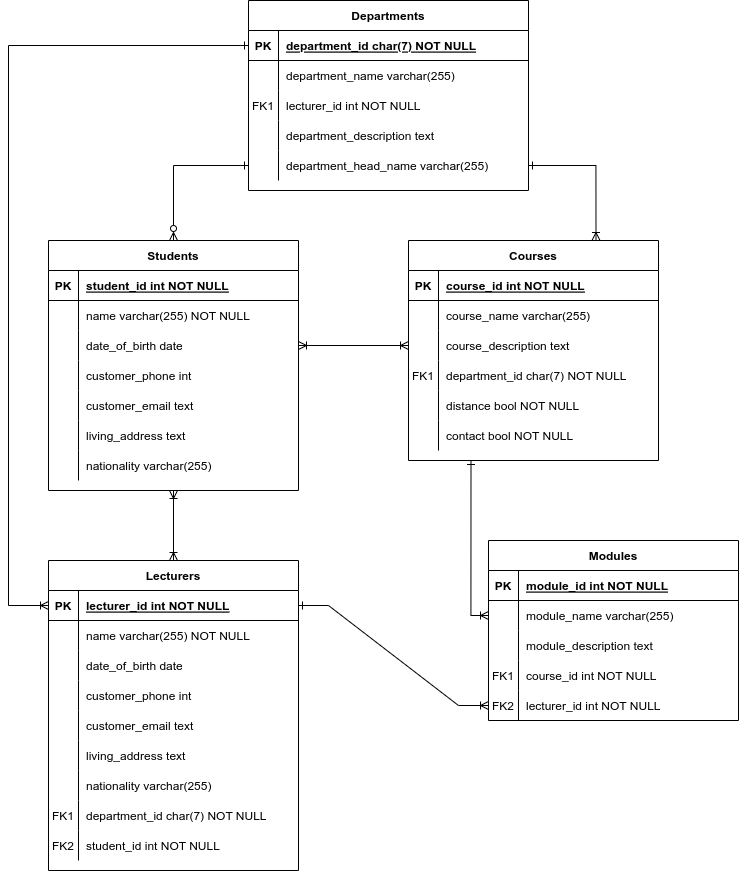 Departments
PK department_id char(7) NOT NULL
department_name varchar(255)
FK1 lecturer_id int NOT NULL
department_description text
department_head_name varchar(255)
Students
PK student_id int NOT NULL
name varchar(255) NOT NULL
date_of_birth date
customer_phone int
customer_email text
living_address text
nationality varchar(255)
Courses
PK course_id int NOT NULL
course_name varchar(255)
course_description text
FK1 department_id char(7) NOT NULL
distance bool NOT NULL
contact bool NOT NULL
Lecturers
PK lecturer_id int NOT NULL
name varchar(255) NOT NULL
date_of_birth date
customer_phone int
customer_email text
living_address text
nationality varchar(255)
FK1 department_id char(7) NOT NULL
FK2 student_id int NOT NULL
Modules
PK module_id int NOT NULL
module_name varchar(255)
module_description text
FK1 course_id int NOT NULL
FK2 lecturer_id int NOT NULL